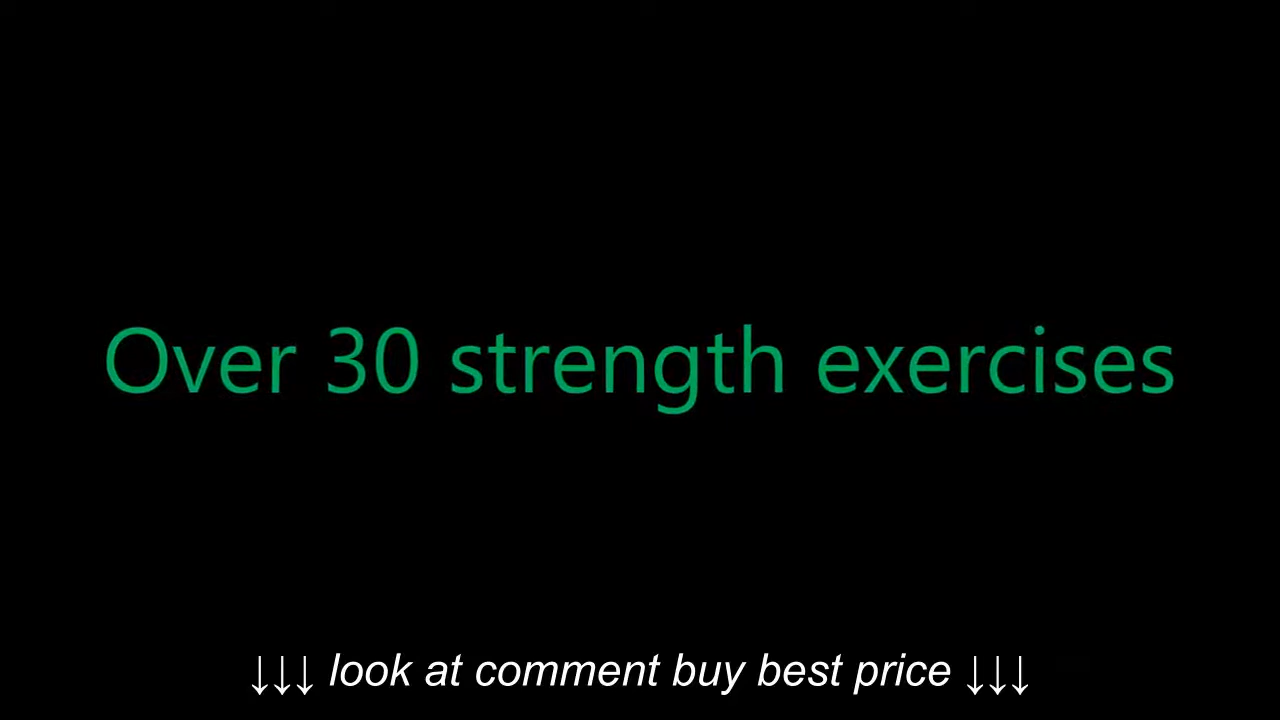 Over 30 strength exercises
↓↓↓ look at comment buy best price ↓↓↓